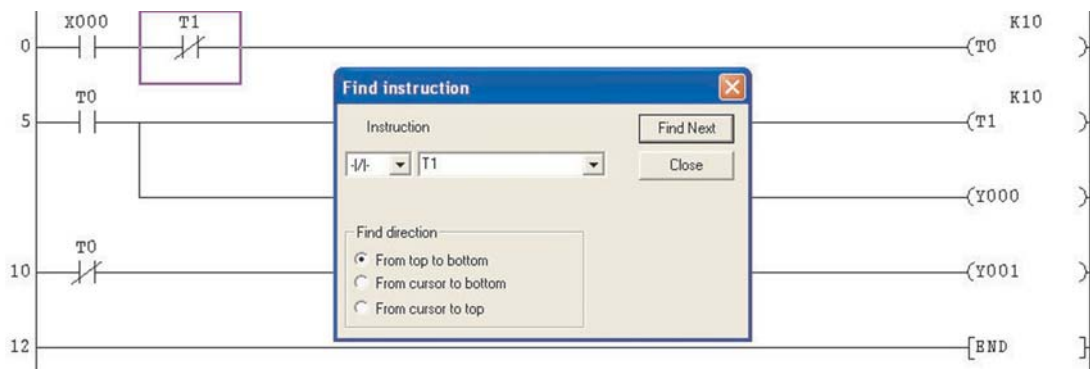 X000 T1 K10
0 (T0 )
Find instruction
T0 K10
5 (T1 )
Instruction Find Next
-|/|- T1 Close
(Y000 )
Find direction
T0 From top to bottom
10 (Y001 )
From cursor to bottom
From cursor to top
12 [END ]